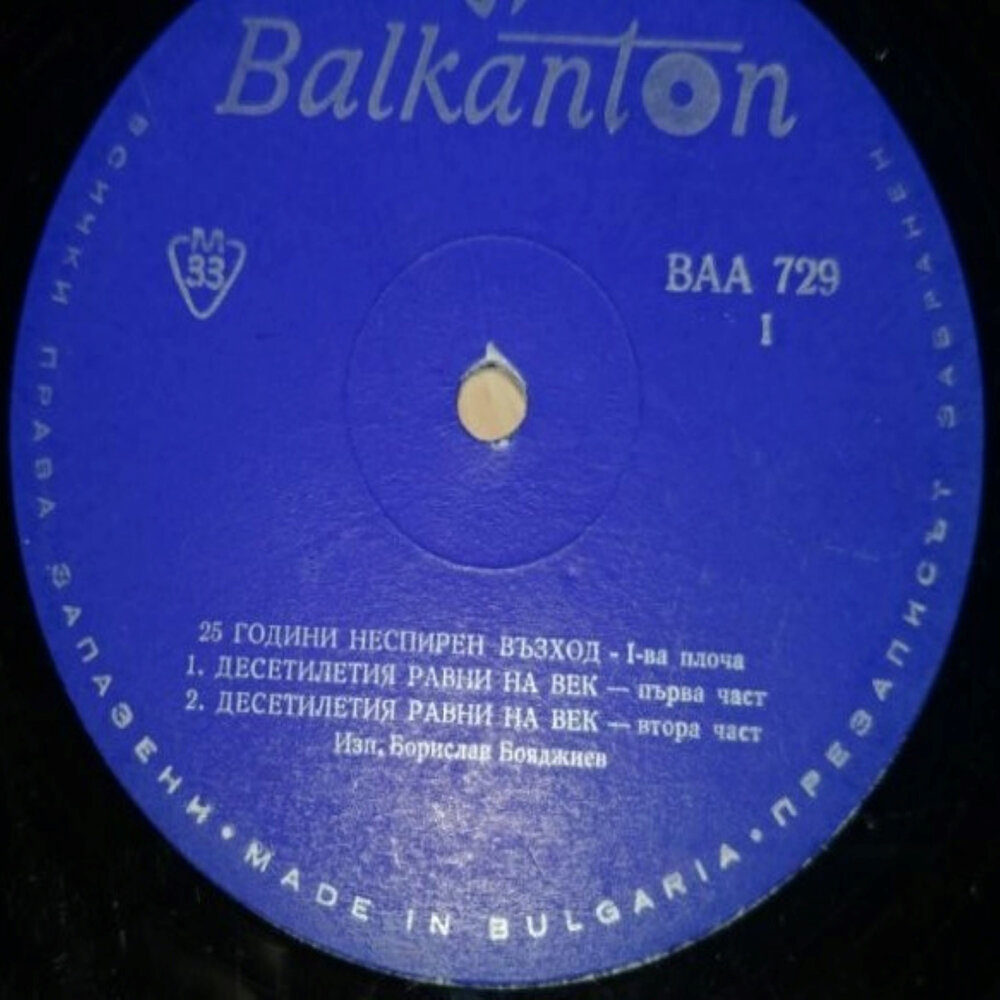 Balkanton
М
33
ВАА 729
I
25 ГОДИНИ НЕСПИРЕН ВЪЗХОД - I-ва плоча
1. ДЕСЕТИЛЕТИЯ РАВНИ НА ВЕК — първа част
2. ДЕСЕТИЛЕТИЯ РАВНИ НА ВЕК — втора част
Изп. Борислав Бояджиев
ВСИЧКИ ПРАВА ЗАПАЗЕНИ • MADE IN BULGARIA • ПРЕЗАПИСЪТ ЗАБРАНЕН